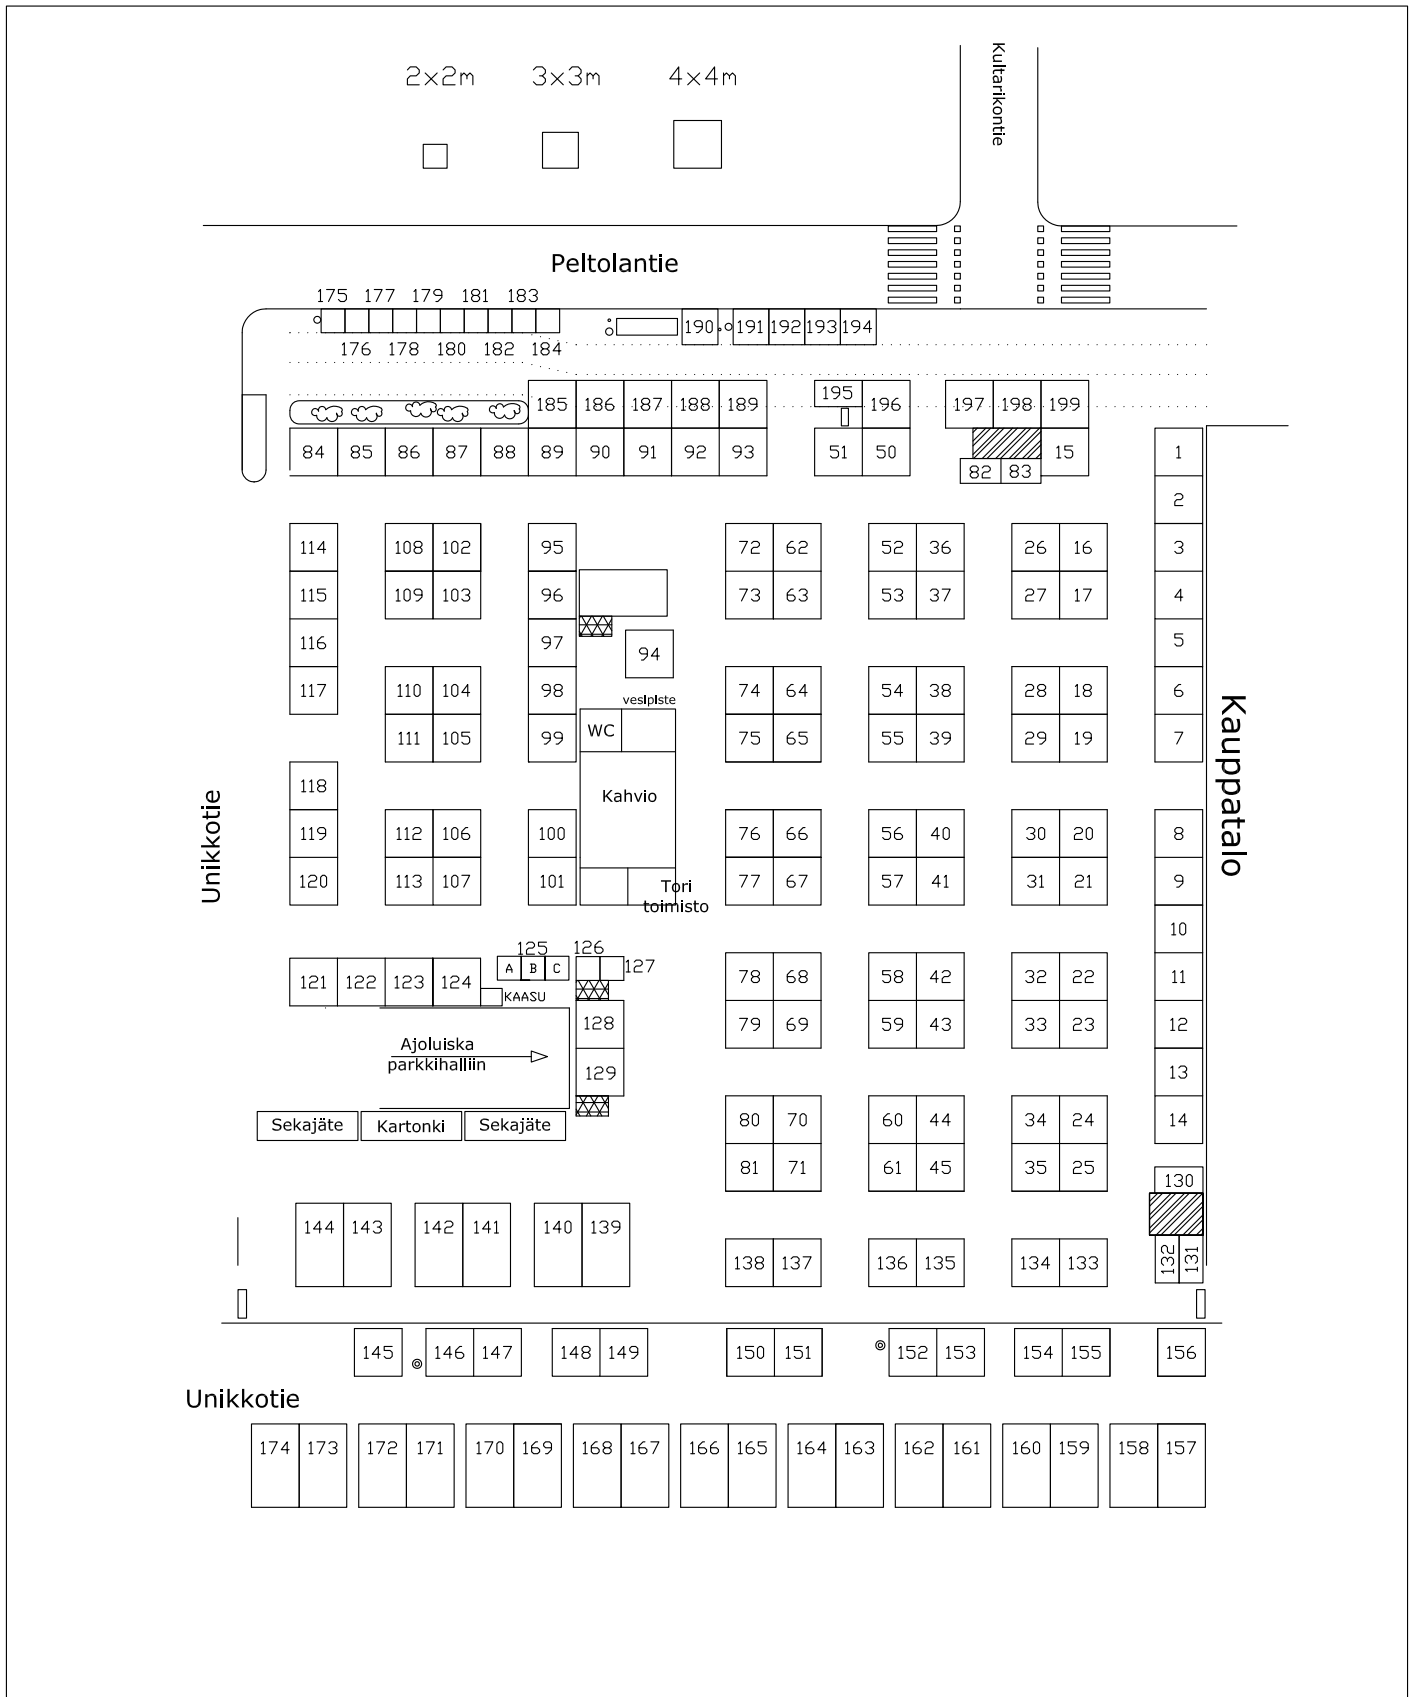 2x2m 3x3m 4x4m
Kultarikontie
Peltolantie
175 177 179 181 183
190 191 192 193 194
176 178 180 182 184
185 186 187 188 189 195 196 197 198 199
84 85 86 87 88 89 90 91 92 93 51 50 15 1
82 83
2
114 108 102 95 72 62 52 36 26 16 3
115 109 103 96 73 63 53 37 27 17 4
116 97 94 5
117 110 104 98 74 64 54 38 28 18 6
vesipiste
111 105 99 WC 75 65 55 39 29 19 7
Kauppatalo
118 Kahvio
Unikkotie
119 112 106 100 76 66 56 40 30 20 8
120 113 107 101 77 67 57 41 31 21 9
Tori
toimisto
10
125 126
121 122 123 124 A B C 127 78 68 58 42 32 22 11
KAASU
128 79 69 59 43 33 23 12
Ajoluiska
parkkihalliin
129 13
Sekajäte Kartonki Sekajäte 80 70 60 44 34 24 14
81 71 61 45 35 25
130
144 143 142 141 140 139
138 137 136 135 134 133 132 131
145 146 147 148 149 150 151 152 153 154 155 156
Unikkotie
174 173 172 171 170 169 168 167 166 165 164 163 162 161 160 159 158 157